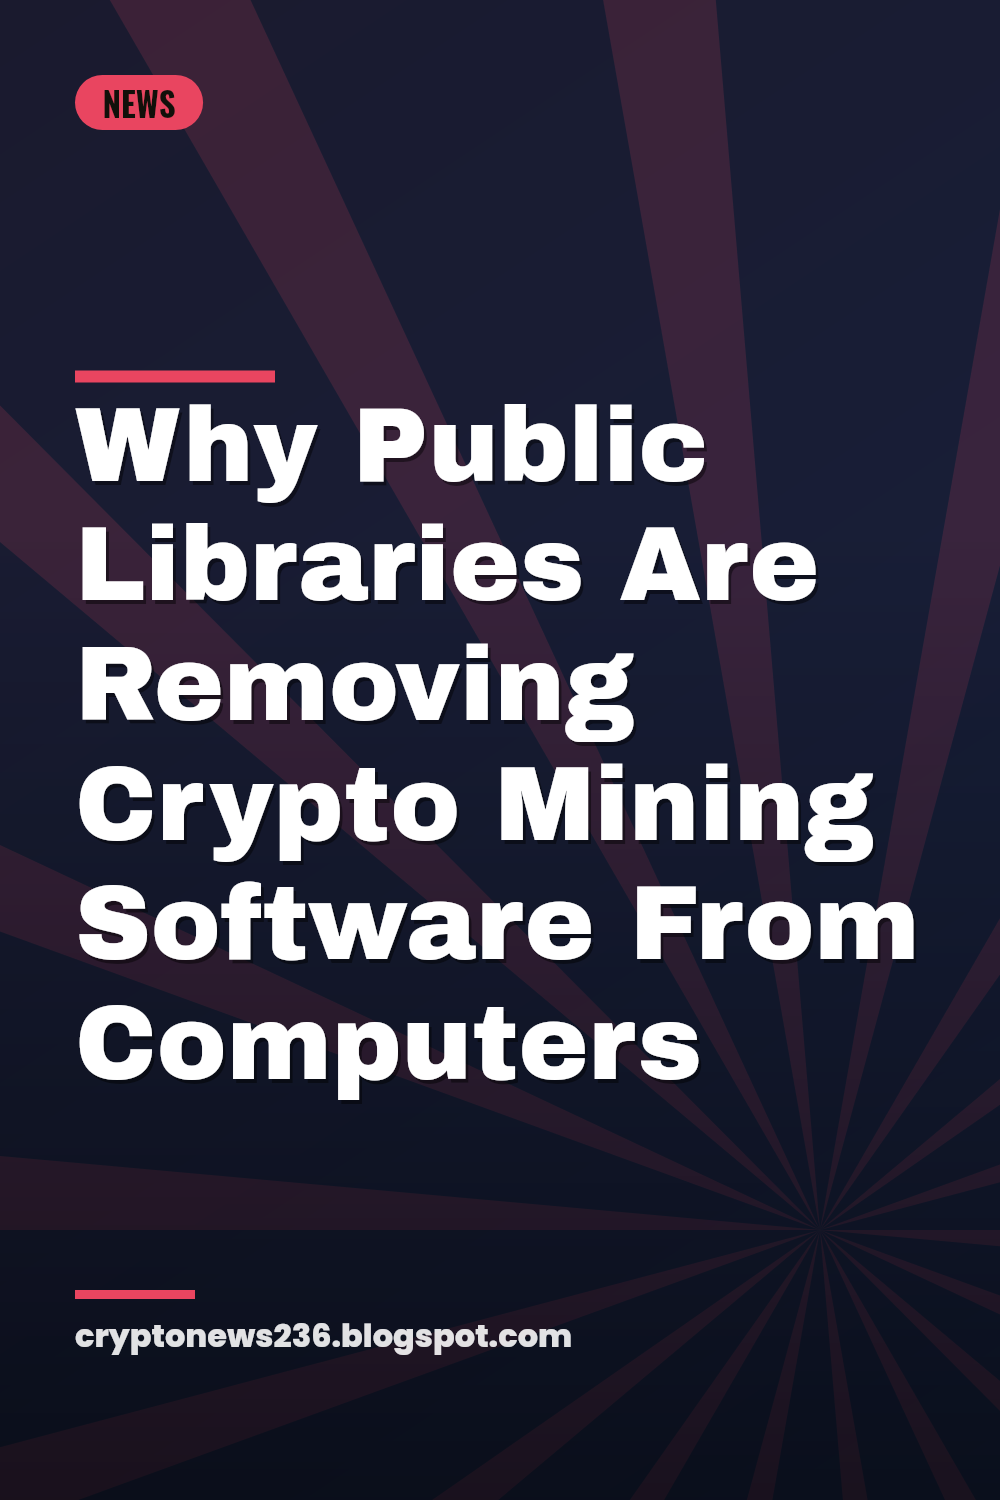 NEWS
Why Public
Libraries Are
Removing
Crypto Mining
Software From
Computers
cryptonews236.blogspot.com